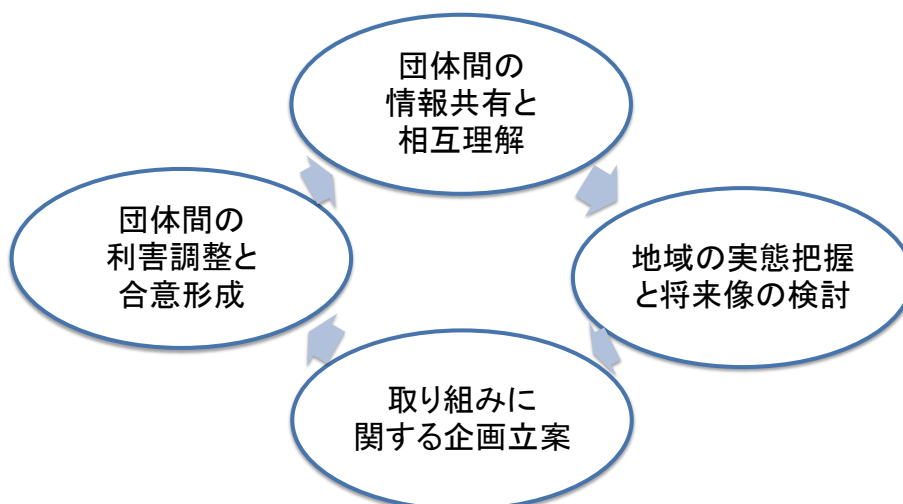 団体間の
情報共有と
相互理解
団体間の
利害調整と
合意形成
地域の実態把握
と将来像の検討
取り組みに
関する企画立案